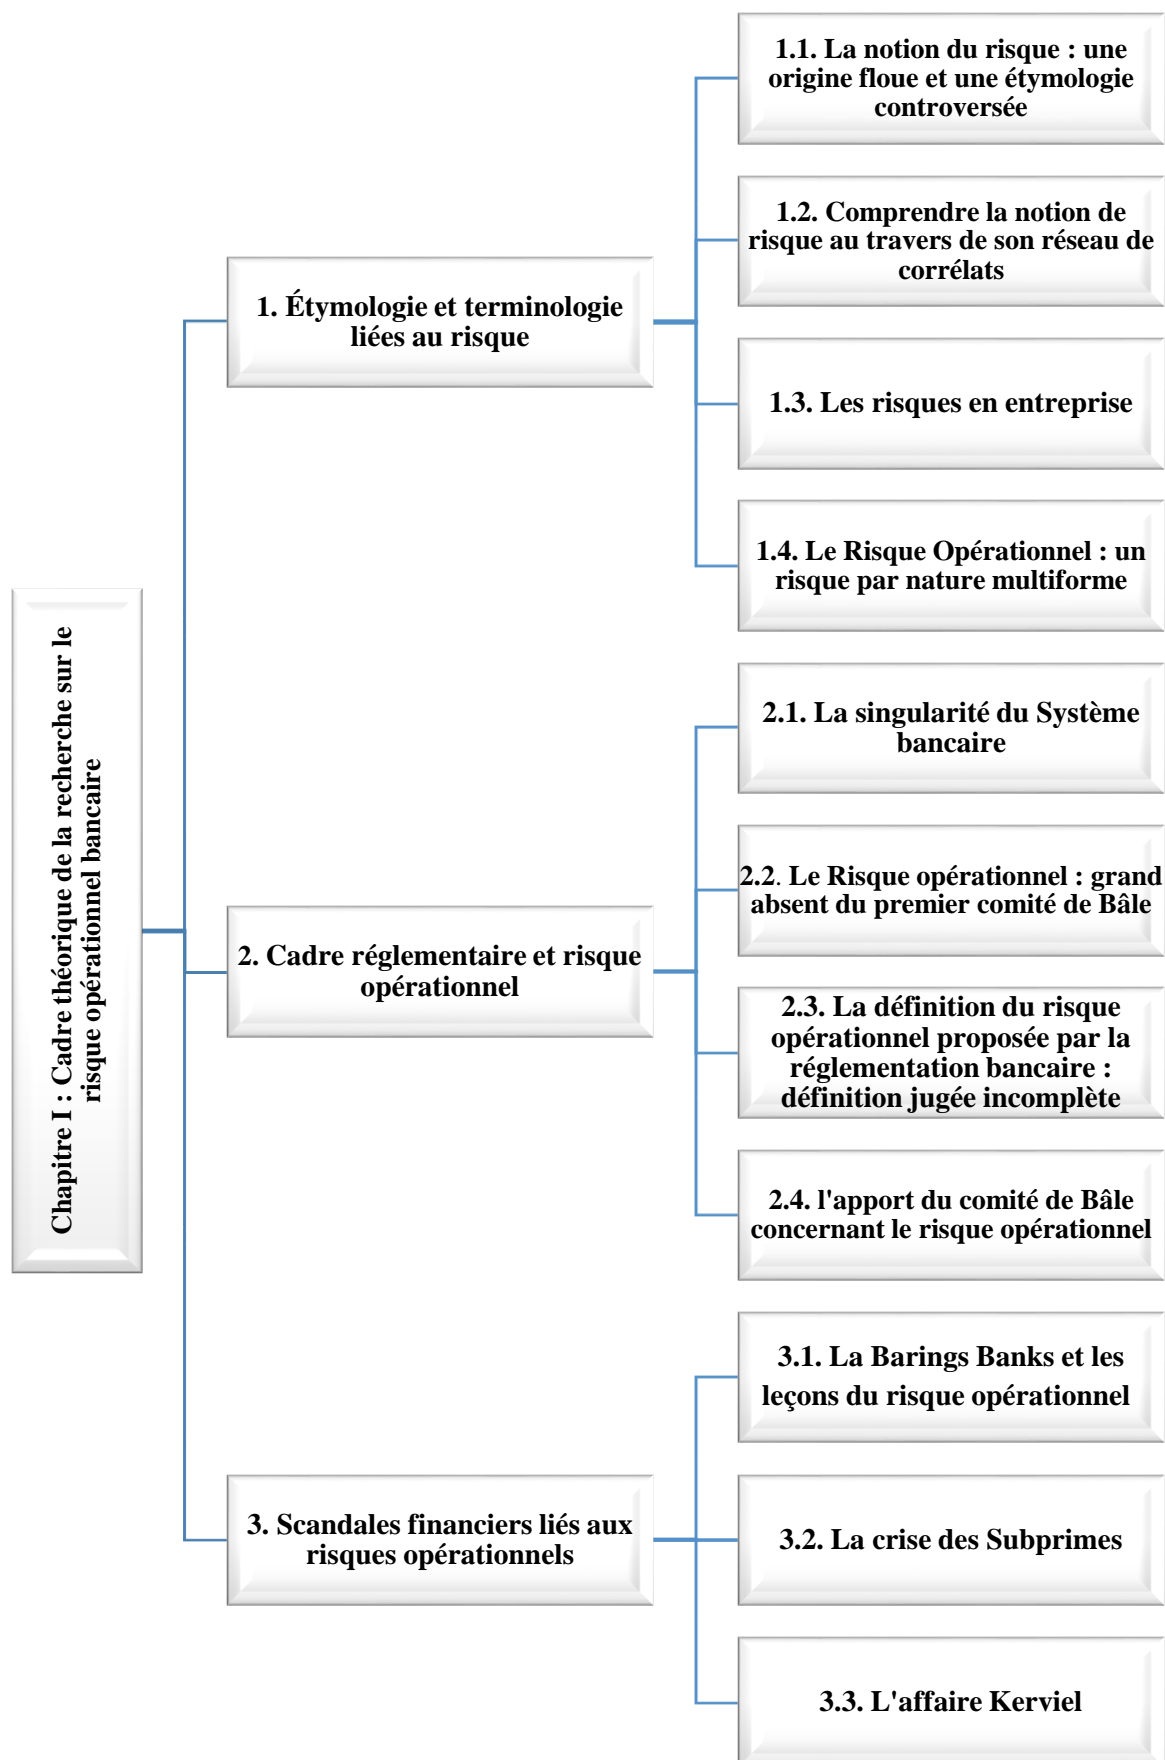 Chapitre I : Cadre théorique de la recherche sur le
risque opérationnel bancaire
1. Étymologie et terminologie
liées au risque
1.1. La notion du risque : une
origine floue et une étymologie
controversée
1.2. Comprendre la notion de
risque au travers de son réseau de
corrélats
1.3. Les risques en entreprise
1.4. Le Risque Opérationnel : un
risque par nature multiforme
2. Cadre réglementaire et risque
opérationnel
2.1. La singularité du Système
bancaire
2.2. Le Risque opérationnel : grand
absent du premier comité de Bâle
2.3. La définition du risque
opérationnel proposée par la
réglementation bancaire :
définition jugée incomplète
2.4. l'apport du comité de Bâle
concernant le risque opérationnel
3. Scandales financiers liés aux
risques opérationnels
3.1. La Barings Banks et les
leçons du risque opérationnel
3.2. La crise des Subprimes
3.3. L'affaire Kerviel